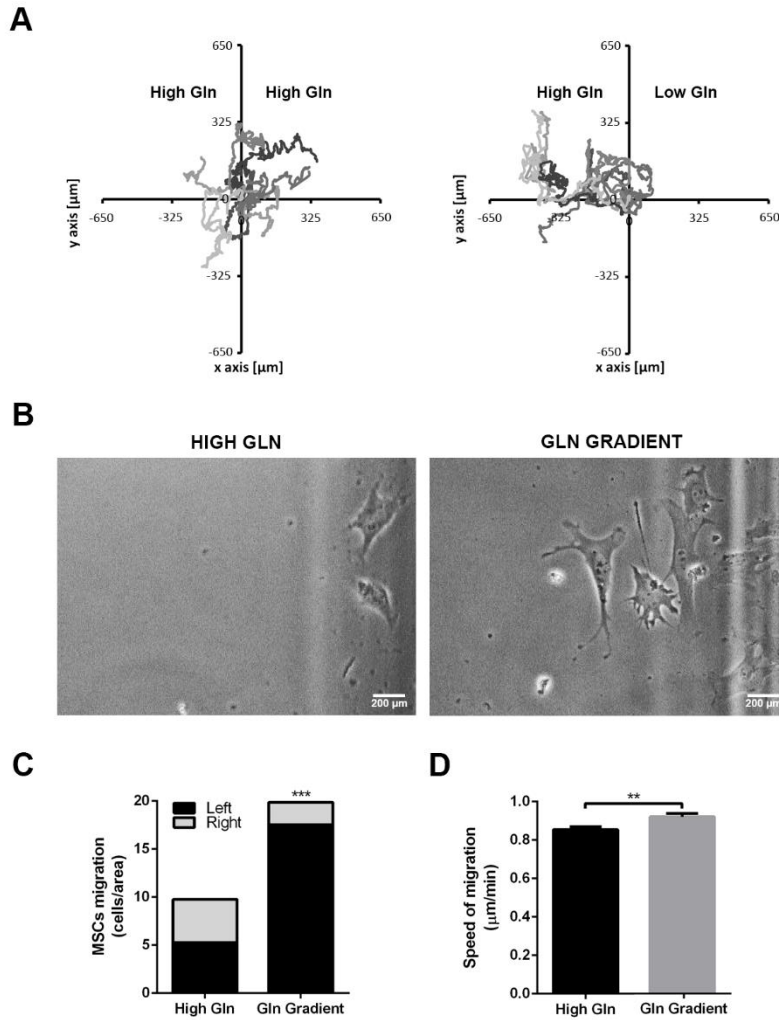 A
650
High Gln High Gln
325
y axis [µm]
-650 -325 0 0 325 650
-325
-650
x axis [µm]
650
High Gln Low Gln
325
y axis [µm]
-650 -325 0 0 325 650
-325
-650
x axis [µm]
B
HIGH GLN
GLN GRADIENT
200 µm
200 µm
C
20
15
10
5
0
MSCs migration
(cells/area)
Left
Right
***
High Gln
Gln Gradient
D
1.0
0.8
0.6
0.4
0.2
0.0
Speed of migration
(µm/min)
**
High Gln
Gln Gradient